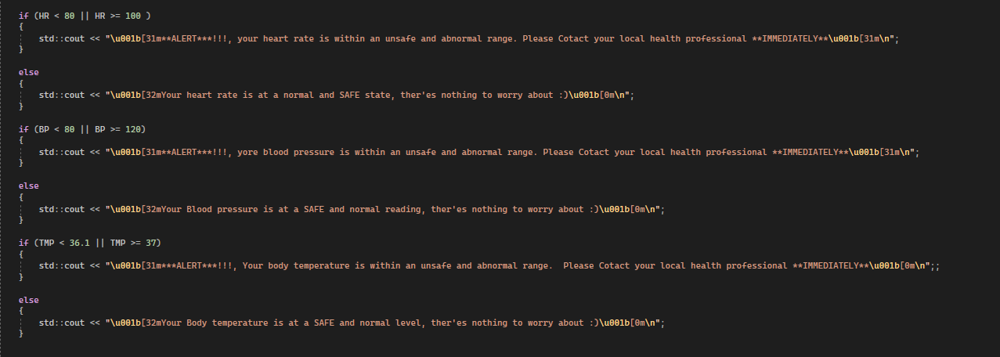 if (HR < 80 || HR >= 100 )
{
std::cout << "\u001b[31m**ALERT***!!!, your heart rate is within an unsafe and abnormal range. Please Cotact your local health professional **IMMEDIATELY**\u001b[31m\n";
}
else
{
std::cout << "\u001b[32mYour heart rate is at a normal and SAFE state, ther'es nothing to worry about :)\u001b[0m\n";
}
if (BP < 80 || BP >= 120)
{
std::cout << "\u001b[31m**ALERT***!!!, yore blood pressure is within an unsafe and abnormal range. Please Cotact your local health professional **IMMEDIATELY**\u001b[31m\n";
}
else
{
std::cout << "\u001b[32mYour Blood pressure is at a SAFE and normal reading, ther'es nothing to worry about :)\u001b[0m\n";
}
if (TMP < 36.1 || TMP >= 37)
{
std::cout << "\u001b[31m***ALERT***!!!, Your body temperature is within an unsafe and abnormal range.  Please Cotact your local health professional **IMMEDIATELY**\u001b[0m\n";;
}
else
{
std::cout << "\u001b[32mYour Body temperature is at a SAFE and normal level, ther'es nothing to worry about :)\u001b[0m\n";
}